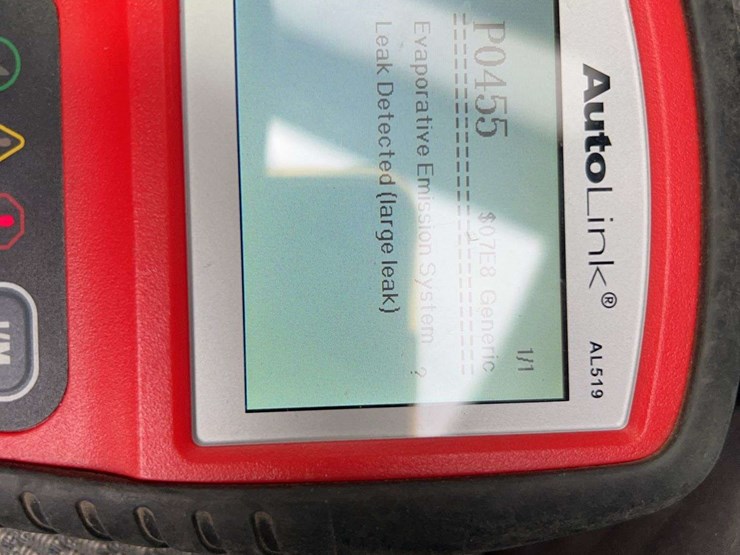 AutoLink® AL519
1/1
P0455 $07E8 Generic
Evaporative Emission System ?
Leak Detected (large leak)
I/M